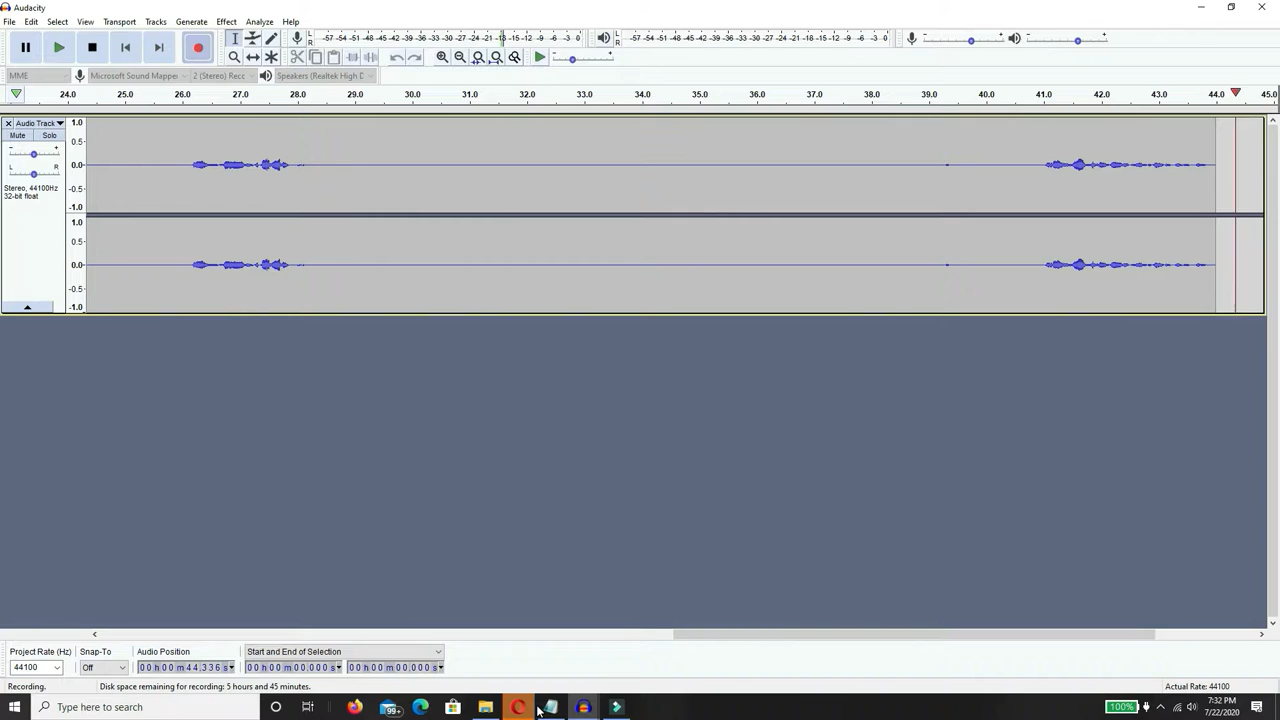 Audacity
File Edit Select View Transport Tracks Generate Effect Analyze Help
L
R
-57 -54 -51 -48 -45 -42 -39 -36 -33 -30 -27 -24 -21 -18 -15 -12 -9 -6 -3 0
L
R
-57 -54 -51 -48 -45 -42 -39 -36 -33 -30 -27 -24 -21 -18 -15 -12 -9 -6 -3 0
- +
- +
- +
MME Microsoft Sound Mappe 2 (Stereo) Recc Speakers (Realtek High D
24.0 25.0 26.0 27.0 28.0 29.0 30.0 31.0 32.0 33.0 34.0 35.0 36.0 37.0 38.0 39.0 40.0 41.0 42.0 43.0 44.0 45.0
Audio Track
Mute Solo
- +
L R
Stereo, 44100Hz
32-bit float
1.0
0.5
0.0
-0.5
-1.0
1.0
0.5
0.0
-0.5
-1.0
Project Rate (Hz) Snap-To Audio Position Start and End of Selection
44100 Off 00 h 00 m 44.336 s 00 h 00 m 00.000 s 00 h 00 m 00.000 s
Recording. Disk space remaining for recording: 5 hours and 45 minutes. Actual Rate: 44100
Type here to search
99+
100%
7:32 PM
7/22/2020